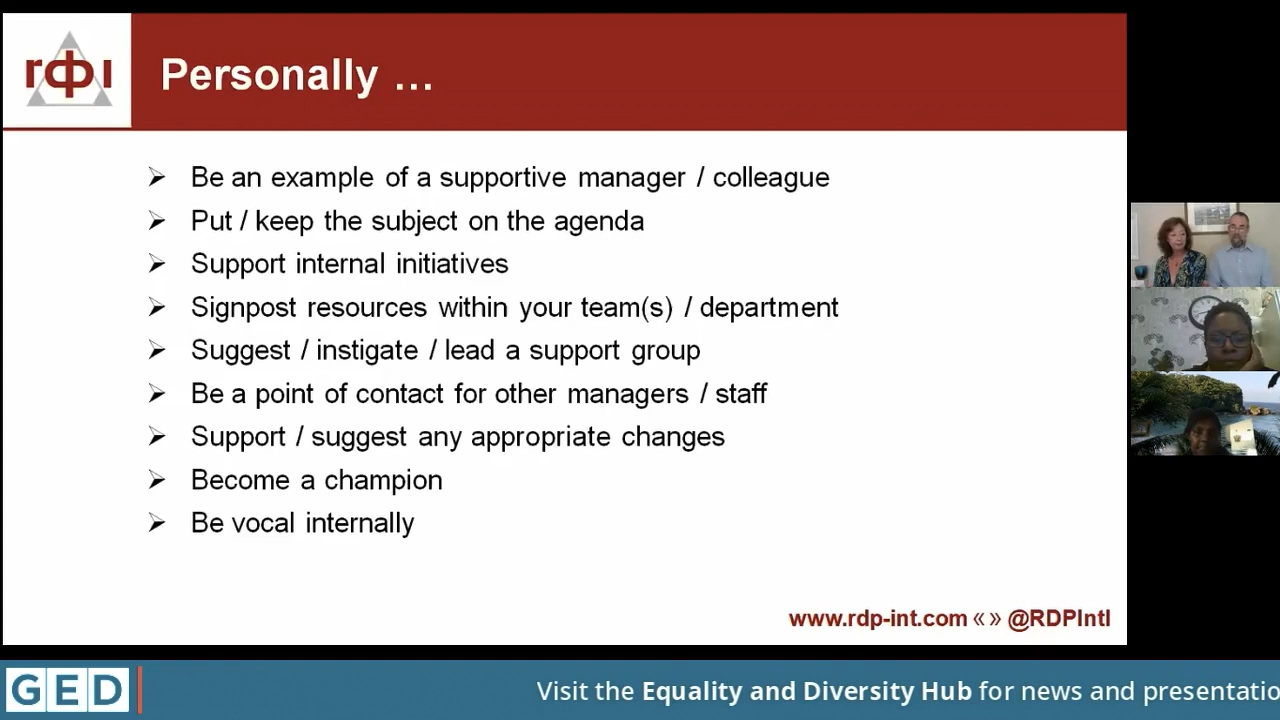 rфı
Personally …
➢ Be an example of a supportive manager / colleague
➢ Put / keep the subject on the agenda
➢ Support internal initiatives
➢ Signpost resources within your team(s) / department
➢ Suggest / instigate / lead a support group
➢ Be a point of contact for other managers / staff
➢ Support / suggest any appropriate changes
➢ Become a champion
➢ Be vocal internally
www.rdp-int.com «» @RDPIntl
GED
Visit the Equality and Diversity Hub for news and presentatio